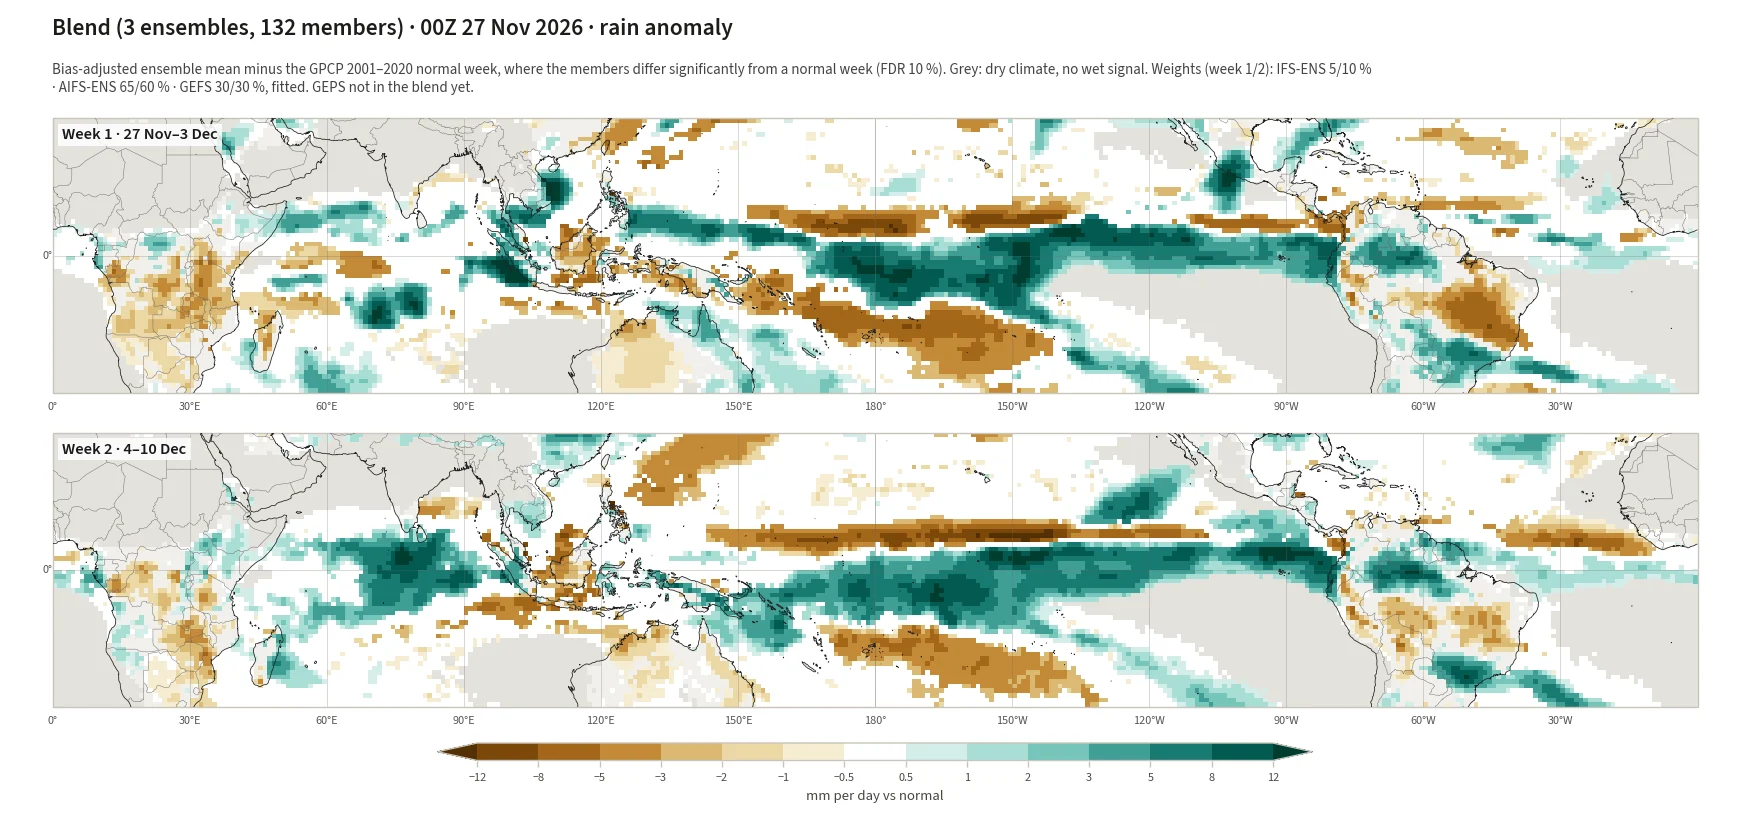 Blend (3 ensembles, 132 members) · 00Z 27 Nov 2026 · rain anomaly
Bias-adjusted ensemble mean minus the GPCP 2001–2020 normal week, where the members differ significantly from a normal week (FDR 10 %). Grey: dry climate, no wet signal. Weights (week 1/2): IFS-ENS 5/10 %
· AIFS-ENS 65/60 % · GEFS 30/30 %, fitted. GEPS not in the blend yet.
Week 1 · 27 Nov–3 Dec
0°
0° 30°E 60°E 90°E 120°E 150°E 180° 150°W 120°W 90°W 60°W 30°W
Week 2 · 4–10 Dec
0°
0° 30°E 60°E 90°E 120°E 150°E 180° 150°W 120°W 90°W 60°W 30°W
−12 −8 −5 −3 −2 −1 −0.5 0.5 1 2 3 5 8 12
mm per day vs normal